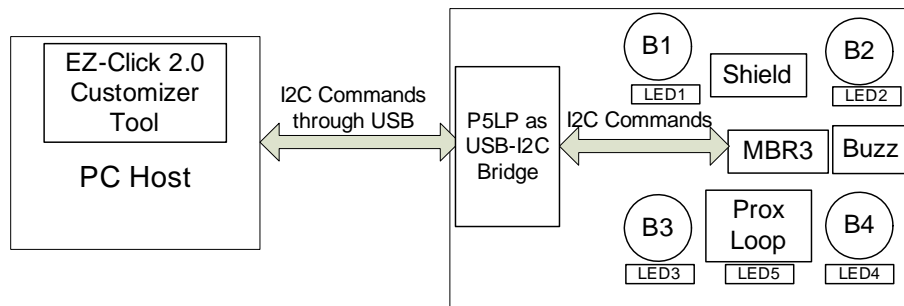 EZ-Click 2.0
Customizer
Tool
PC Host
I2C Commands
through USB
P5LP as
USB-I2C
Bridge
I2C Commands
B1
LED1
Shield
B2
LED2
MBR3
Buzz
B3
LED3
Prox
Loop
LED5
B4
LED4